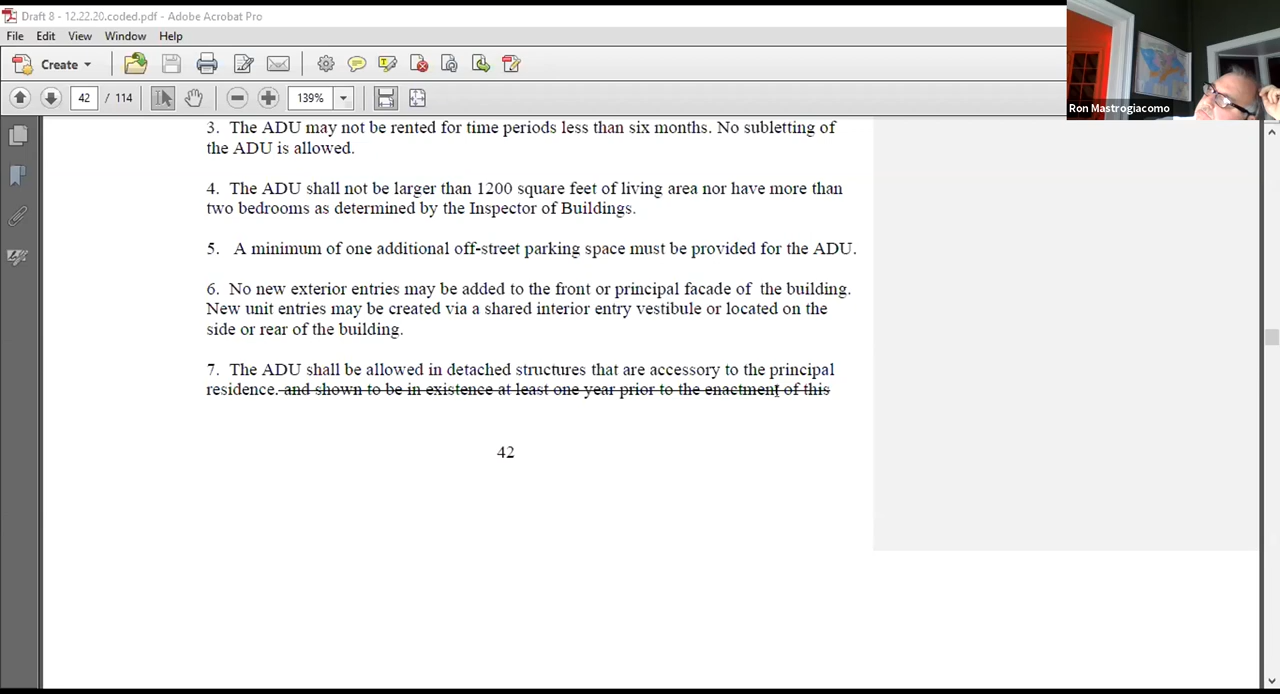 Draft 8 - 12.22.20.coded.pdf - Adobe Acrobat Pro
File Edit View Window Help
Create
42 / 114 139%
Ron Mastrogiacomo
3. The ADU may not be rented for time periods less than six months. No subletting of
the ADU is allowed.
4. The ADU shall not be larger than 1200 square feet of living area nor have more than
two bedrooms as determined by the Inspector of Buildings.
5. A minimum of one additional off-street parking space must be provided for the ADU.
6. No new exterior entries may be added to the front or principal facade of the building.
New unit entries may be created via a shared interior entry vestibule or located on the
side or rear of the building.
7. The ADU shall be allowed in detached structures that are accessory to the principal
residence. and shown to be in existence at least one year prior to the enactment of this
42